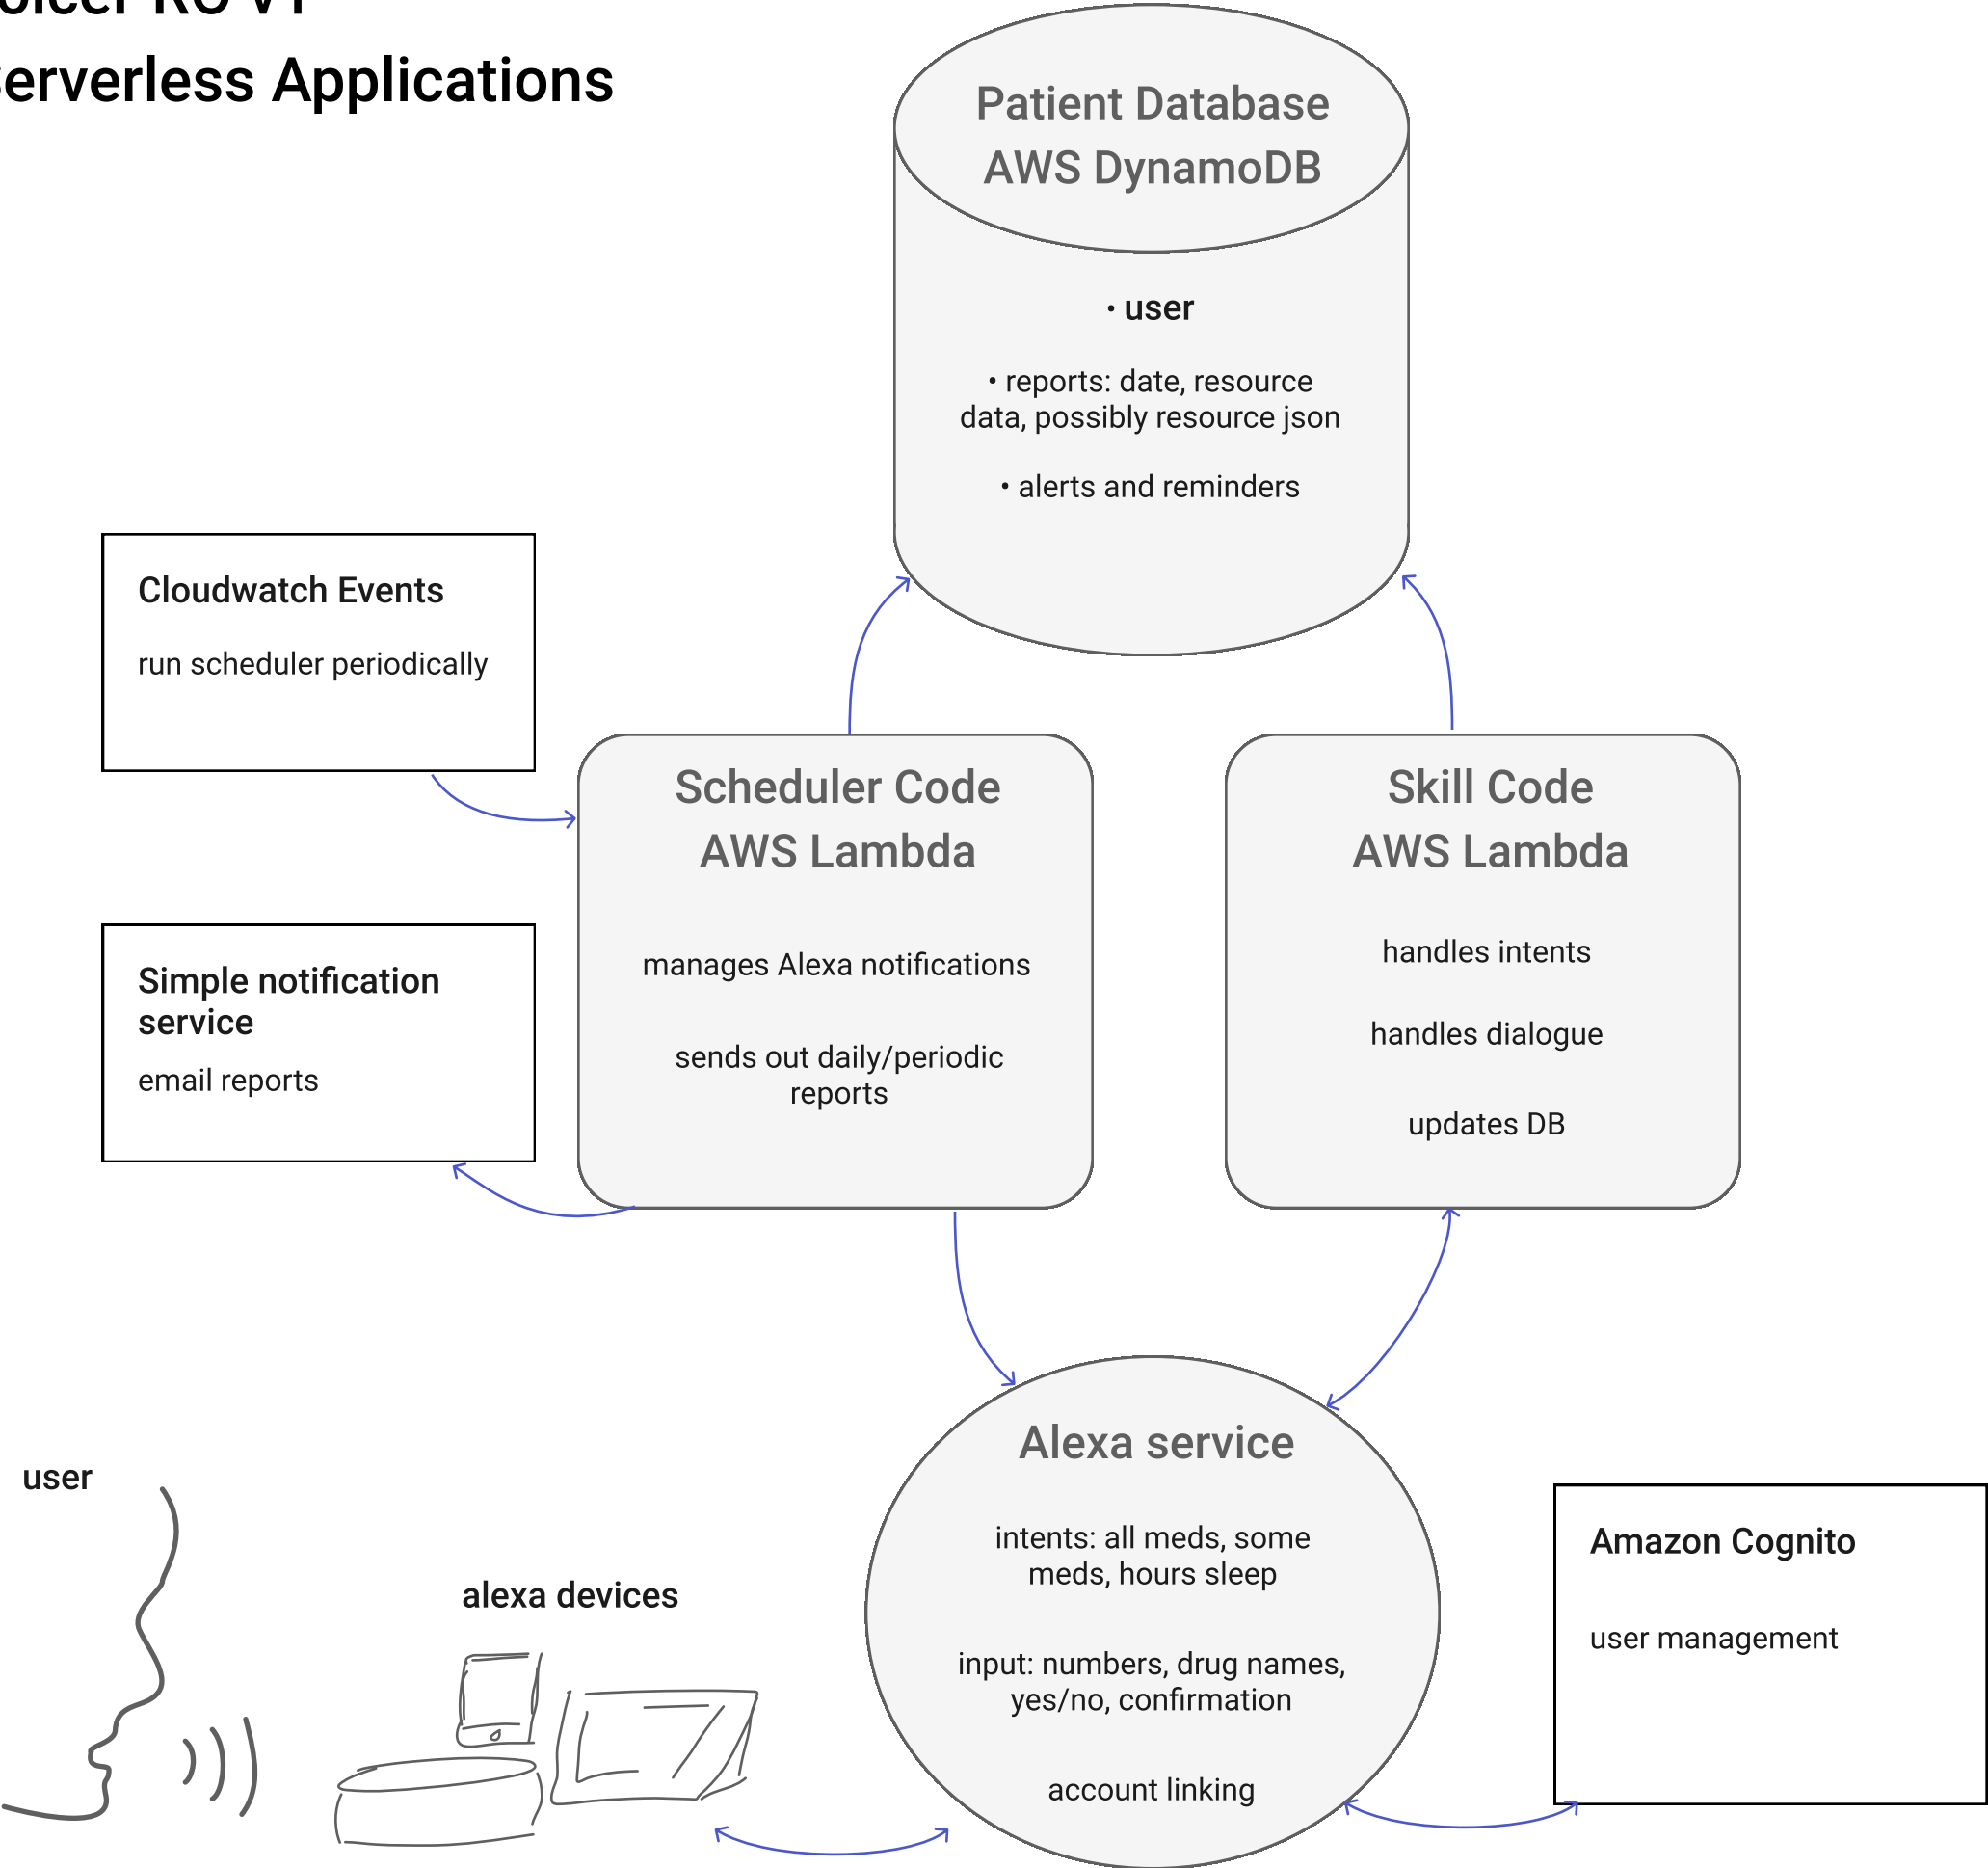 Serverless Applications
Patient Database
AWS DynamoDB
• user
• reports: date, resource
data, possibly resource json
• alerts and reminders
Cloudwatch Events
run scheduler periodically
Scheduler Code
AWS Lambda
manages Alexa notifications
sends out daily/periodic
reports
Skill Code
AWS Lambda
handles intents
handles dialogue
updates DB
Simple notification
service
email reports
Alexa service
intents: all meds, some
meds, hours sleep
input: numbers, drug names,
yes/no, confirmation
account linking
user
alexa devices
Amazon Cognito
user management